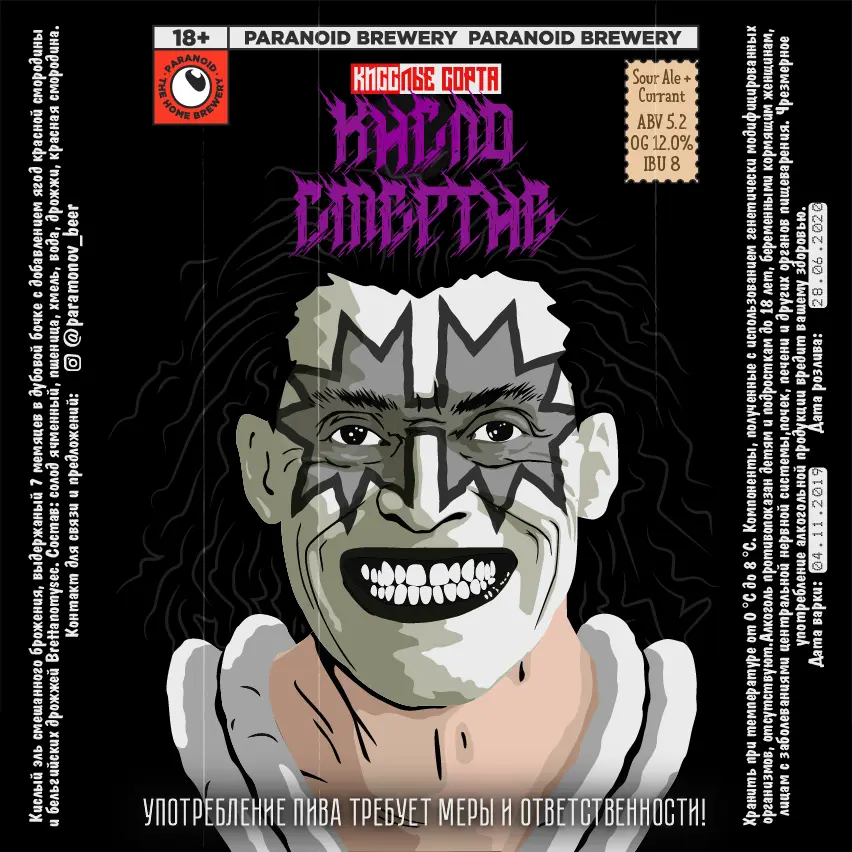 18+
PARANOID BREWERY PARANOID BREWERY
PARANOID
THE HOME BREWERY
КИССЛЫЕ СОРТА
КИСЛО
СМЕРТИЕ
Sour Ale +
Currant
ABV 5.2
OG 12.0%
IBU 8
Кислый эль смешанного брожения, выдержаный 7 мемяцев в дубовой бочке с добавлением ягод красной смородины
и бельгийских дрожжей Brettanomysec. Состав: солод ячменный, пшеница, хмель, вода, дрожжи, красная смородина.
Контакт для связи и предложений: @paramonov_beer
Хранить при температуре от 0 °C до 8 °C. Компоненты, полученные с использованием генетически модифицированных
организмов, отсутствуют.Алкоголь противопоказан детям и подросткам до 18 лет, беременными кормящим женщинам,
лицам с заболеваниями центральной нервной системы,почек, печени и других органов пищеварения. Чрезмерное
употребление алкогольной продукции вредит вашему здоровью.
Дата варки: 04.11.2019 Дата розлива: 28.06.2020
УПОТРЕБЛЕНИЕ ПИВА ТРЕБУЕТ МЕРЫ И ОТВЕТСТВЕННОСТИ!